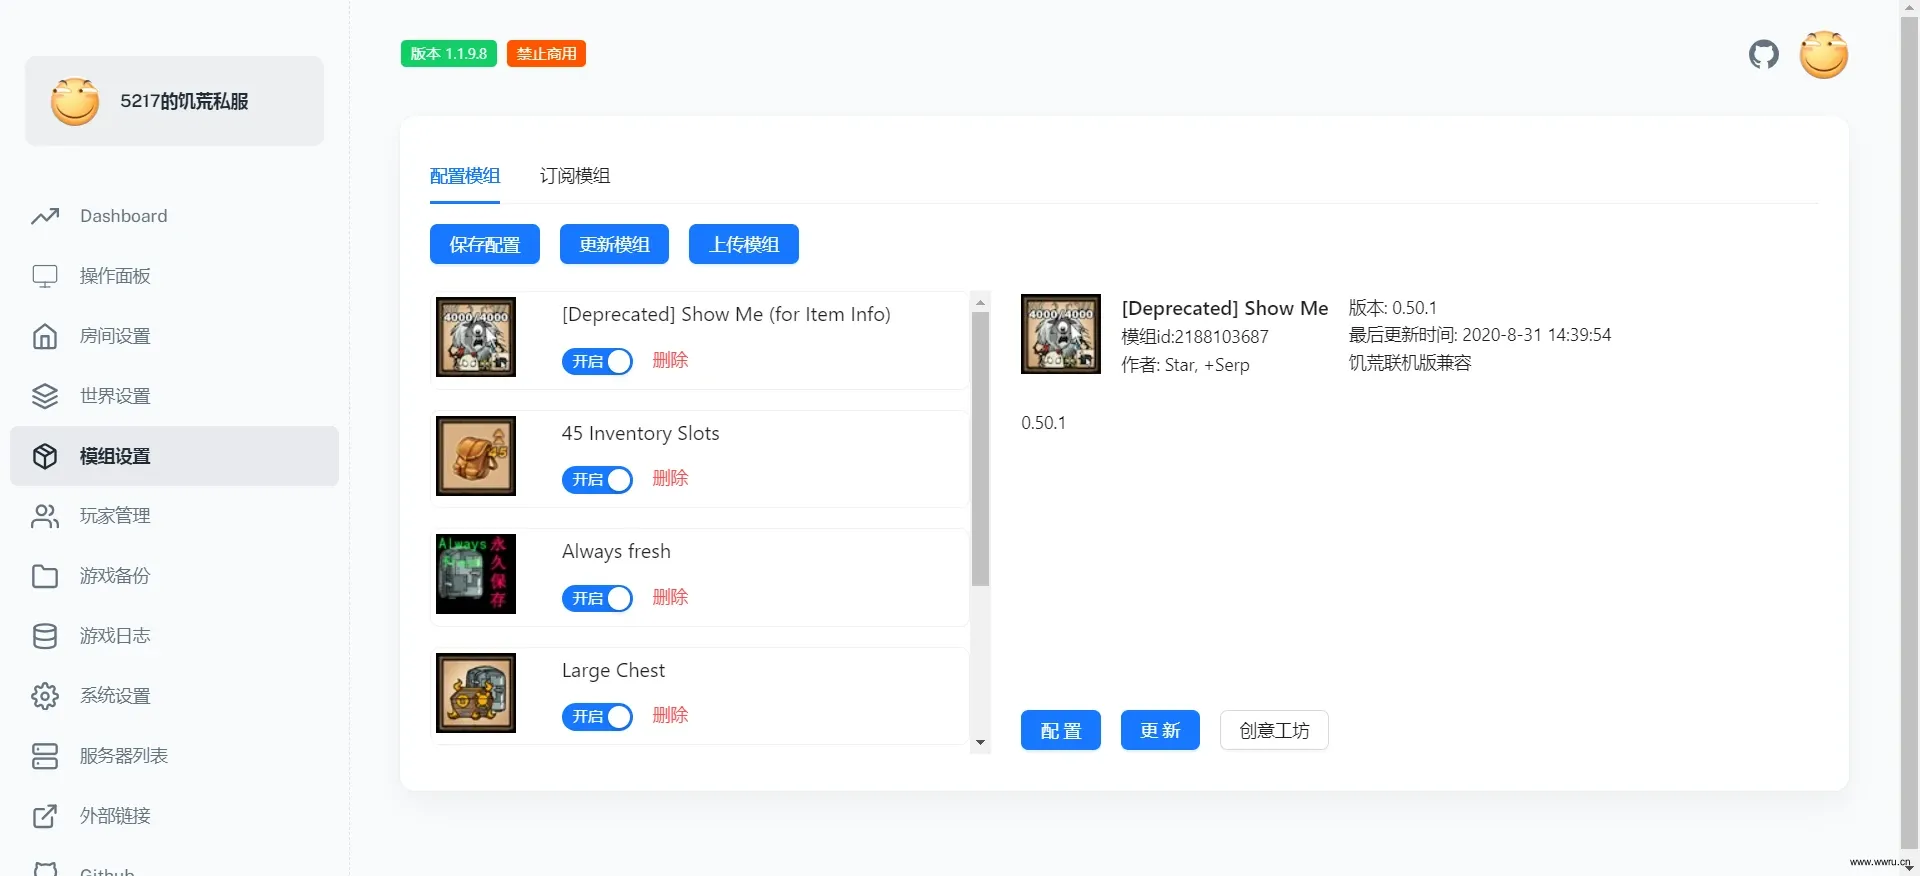 版本 1.1.9.8
禁止商用
5217的饥荒私服
Dashboard
操作面板
房间设置
世界设置
模组设置
玩家管理
游戏备份
游戏日志
系统设置
服务器列表
外部链接
Github
配置模组
订阅模组
保存配置
更新模组
上传模组
4000/4000
[Deprecated] Show Me (for Item Info)
开启
删除
45
45 Inventory Slots
开启
删除
Always
永久保存
Always fresh
开启
删除
Large Chest
开启
删除
4000/4000
[Deprecated] Show Me
模组id:2188103687
作者: Star, +Serp
版本: 0.50.1
最后更新时间: 2020-8-31 14:39:54
饥荒联机版兼容
0.50.1
配 置
更 新
创意工坊
www.wwru.cn